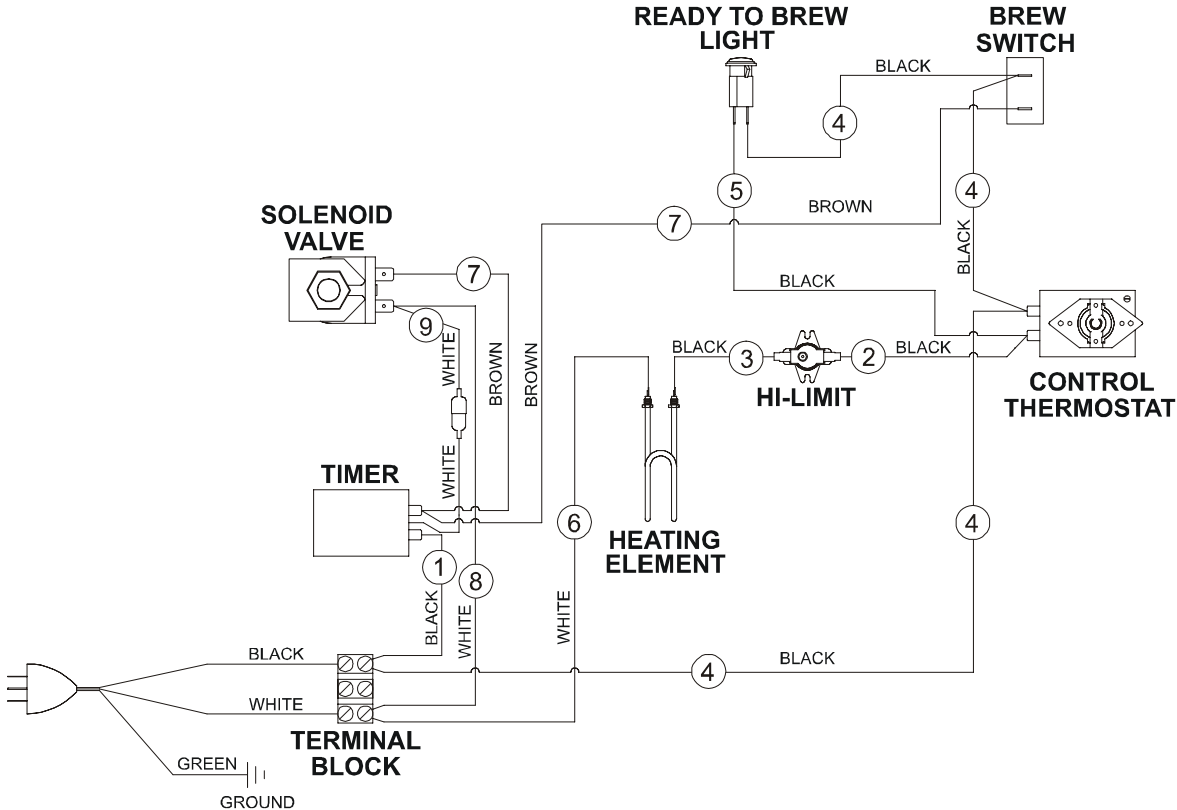 READY TO BREW
LIGHT
BREW
SWITCH
BLACK
4
5
4
BROWN
7
BLACK
SOLENOID
VALVE
7
BLACK
9
WHITE
BROWN
BROWN
BLACK
3
2
BLACK
HI-LIMIT
CONTROL
THERMOSTAT
WHITE
TIMER
6
4
HEATING
ELEMENT
1
8
BLACK
WHITE
WHITE
BLACK
4
BLACK
WHITE
TERMINAL
BLOCK
GREEN
GROUND